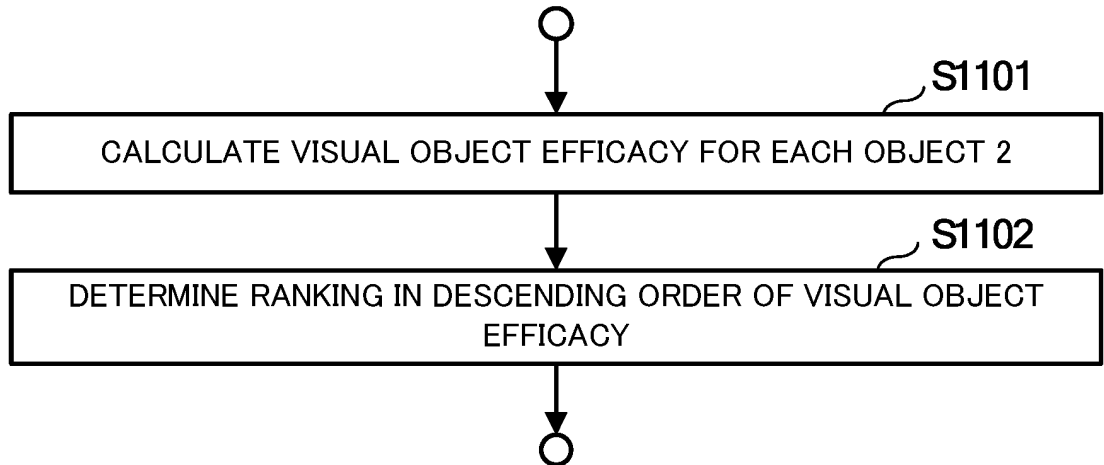 S1101
CALCULATE VISUAL OBJECT EFFICACY FOR EACH OBJECT 2
S1102
DETERMINE RANKING IN DESCENDING ORDER OF VISUAL OBJECT
EFFICACY